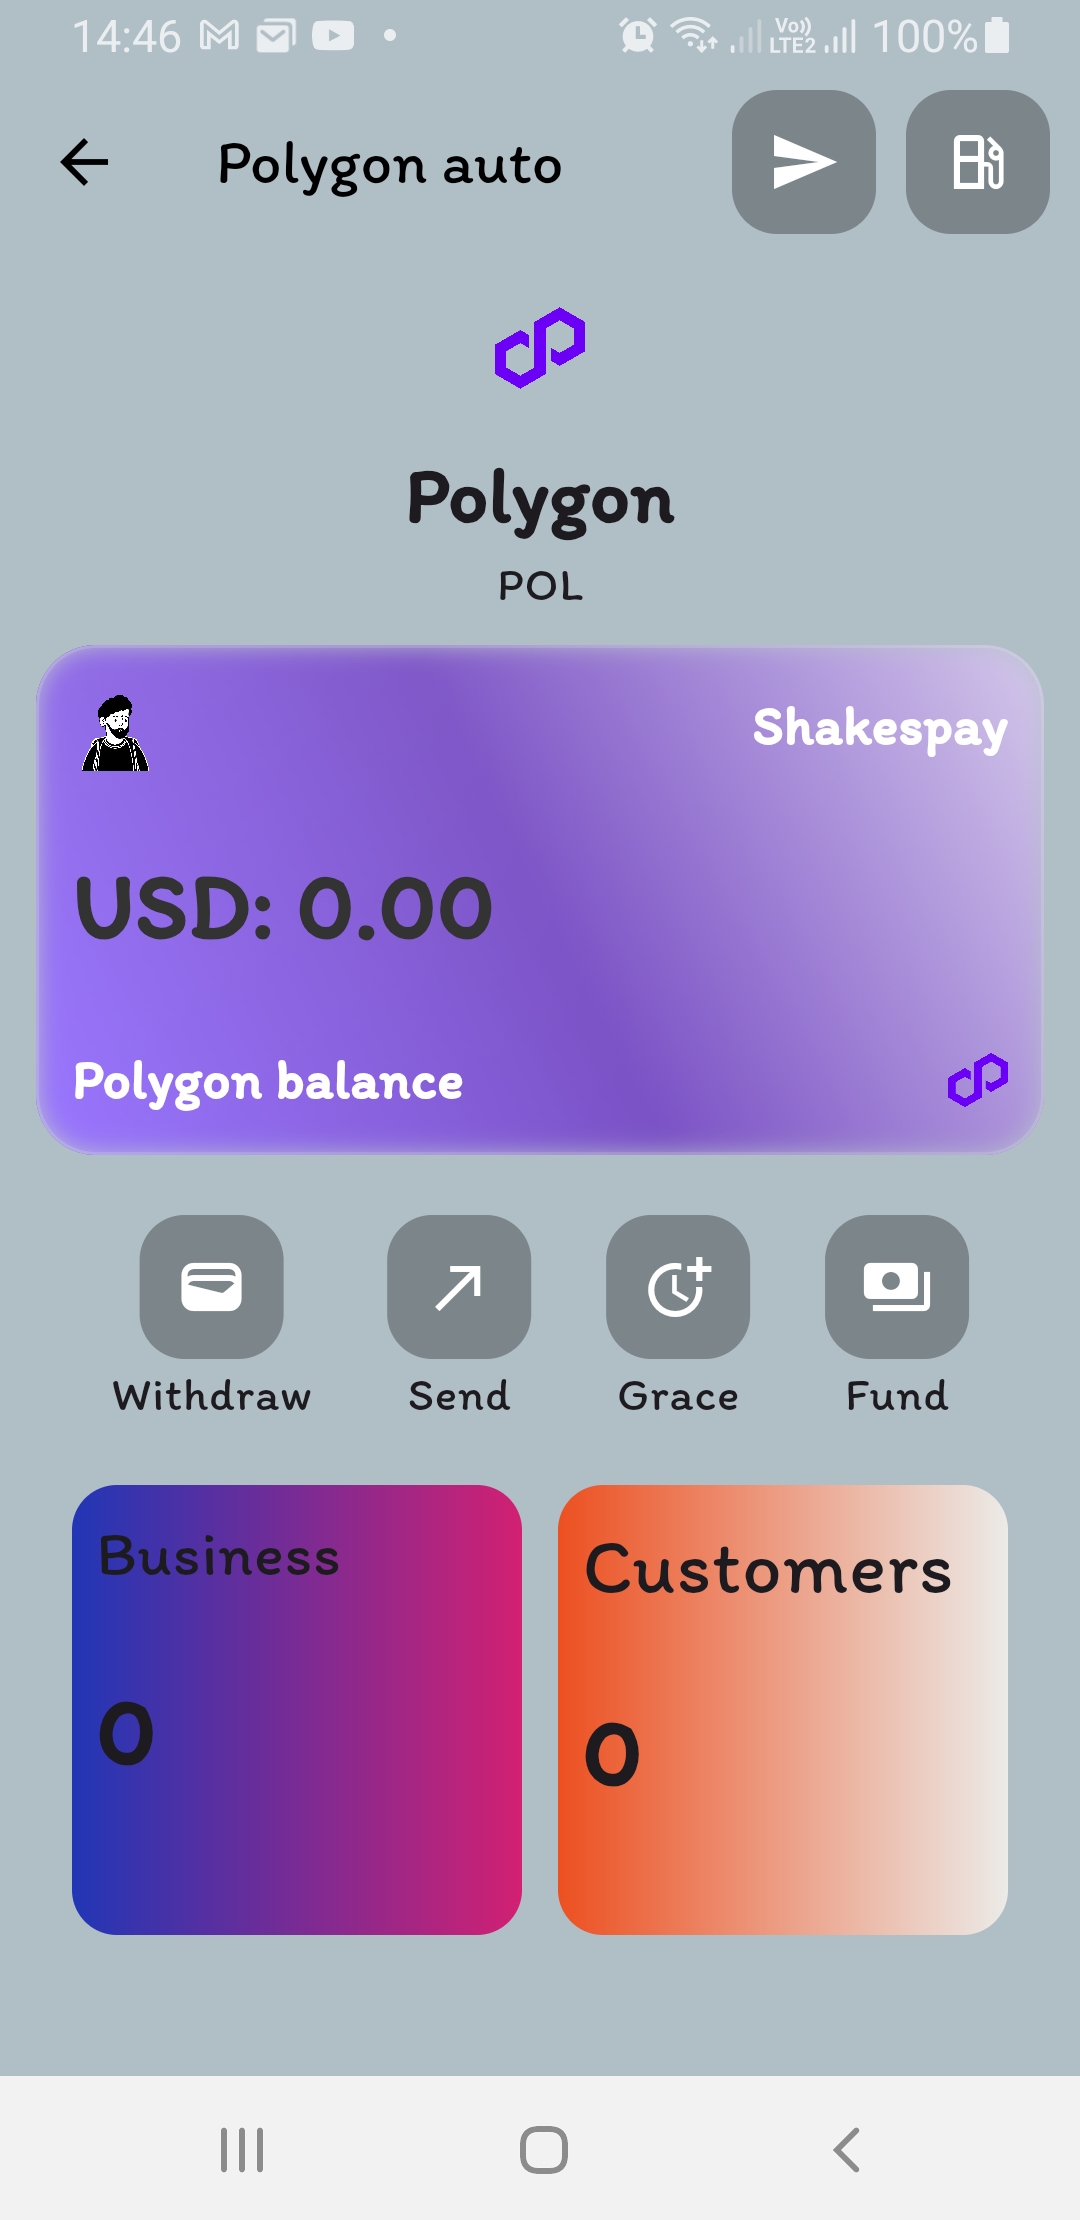 14:46
Vo))
LTE2
100%
Polygon auto
Polygon
POL
Shakespay
USD: 0.00
Polygon balance
Withdraw Send Grace Fund
Business
Customers
0
0